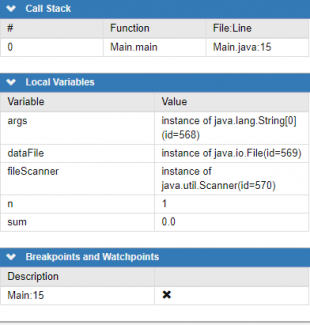 Call Stack
# Function File:Line
0 Main.main Main.java:15
Local Variables
Variable Value
args instance of java.lang.String[0]
(id=568)
dataFile instance of java.io.File(id=569)
fileScanner instance of
java.util.Scanner(id=570)
n 1
sum 0.0
Breakpoints and Watchpoints
Description
Main:15